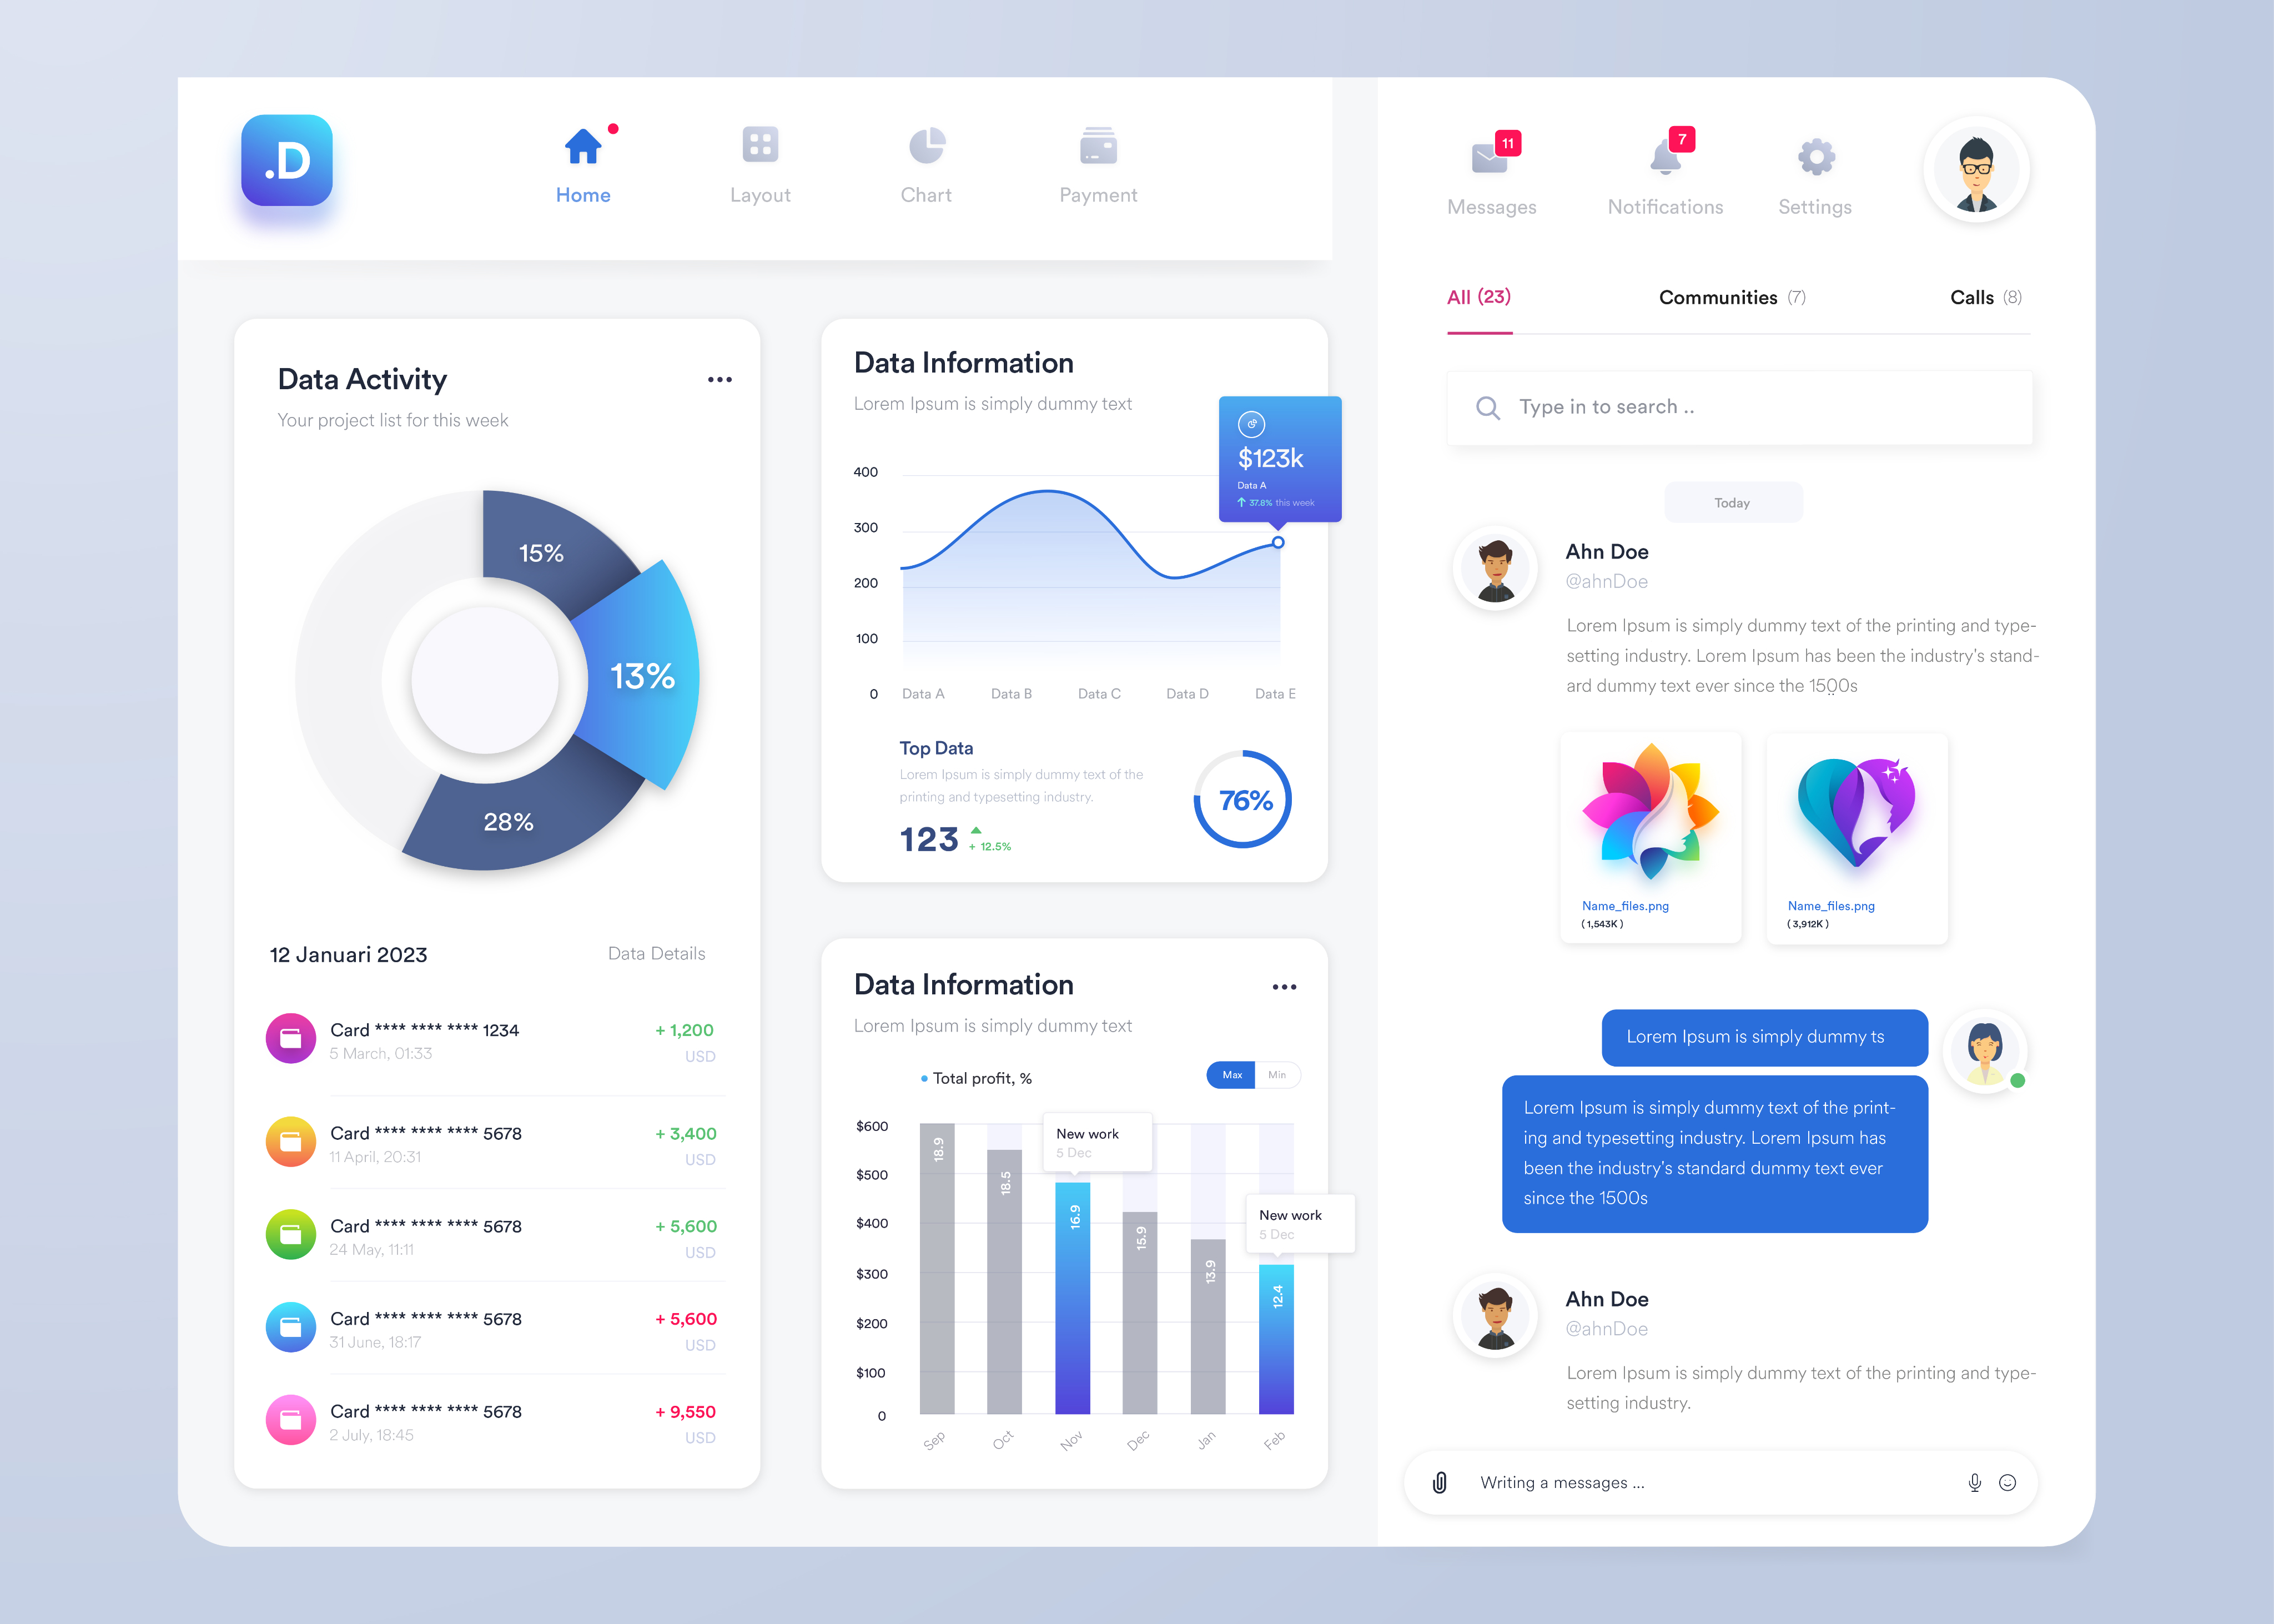 .D
Home
Layout
Chart
Payment
11
Messages
7
Notifications
Settings
Data Activity
Your project list for this week
15%
13%
28%
12 Januari 2023
Data Details
Card **** **** **** 1234
+ 1,200
5 March, 01:33
USD
Card **** **** **** 5678
+ 3,400
11 April, 20:31
USD
Card **** **** **** 5678
+ 5,600
24 May, 11:11
USD
Card **** **** **** 5678
+ 5,600
31 June, 18:17
USD
Card **** **** **** 5678
+ 9,550
2 July, 18:45
USD
Data Information
Lorem Ipsum is simply dummy text
$123k
Data A
37.8% this week
400
300
200
100
0
Data A
Data B
Data C
Data D
Data E
Top Data
Lorem Ipsum is simply dummy text of the
printing and typesetting industry.
123
+ 12.5%
76%
Data Information
Lorem Ipsum is simply dummy text
Total profit, %
Max
Min
$600
$500
$400
$300
$200
$100
0
18.9
18.5
16.9
15.9
13.9
12.4
New work
5 Dec
New work
5 Dec
Sep
Oct
Nov
Dec
Jan
Feb
All (23)
Communities (7)
Calls (8)
Type in to search ..
Today
Ahn Doe
@ahnDoe
Lorem Ipsum is simply dummy text of the printing and type-
setting industry. Lorem Ipsum has been the industry's stand-
ard dummy text ever since the 1500s
Name_files.png
( 1,543K )
Name_files.png
( 3,912K )
Lorem Ipsum is simply dummy ts
Lorem Ipsum is simply dummy text of the print-
ing and typesetting industry. Lorem Ipsum has
been the industry's standard dummy text ever
since the 1500s
Ahn Doe
@ahnDoe
Lorem Ipsum is simply dummy text of the printing and type-
setting industry.
Writing a messages ...